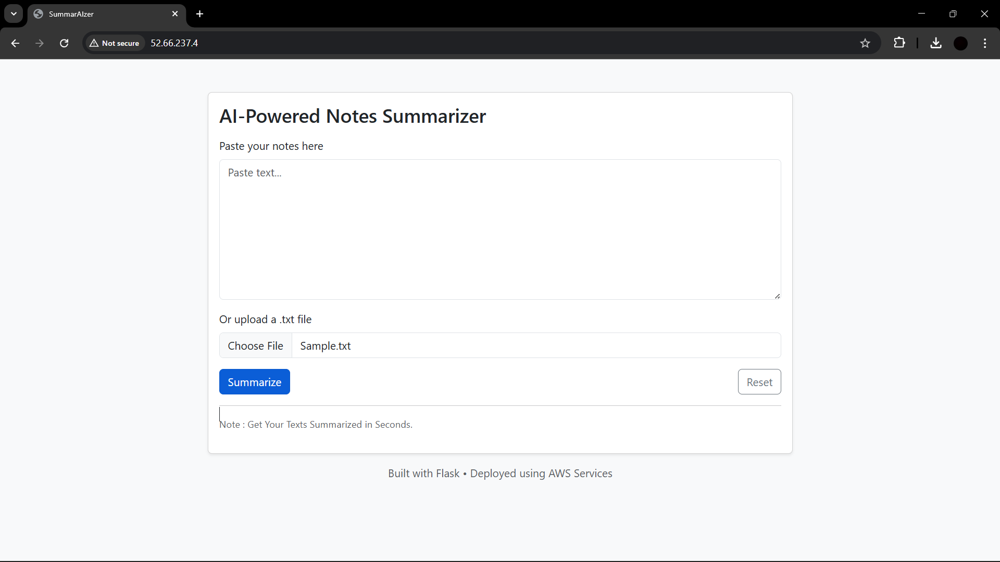 SummarAIzer
Not secure
52.66.237.4
AI-Powered Notes Summarizer
Paste your notes here
Paste text...
Or upload a .txt file
Choose File
Sample.txt
Summarize
Reset
Note : Get Your Texts Summarized in Seconds.
Built with Flask • Deployed using AWS Services